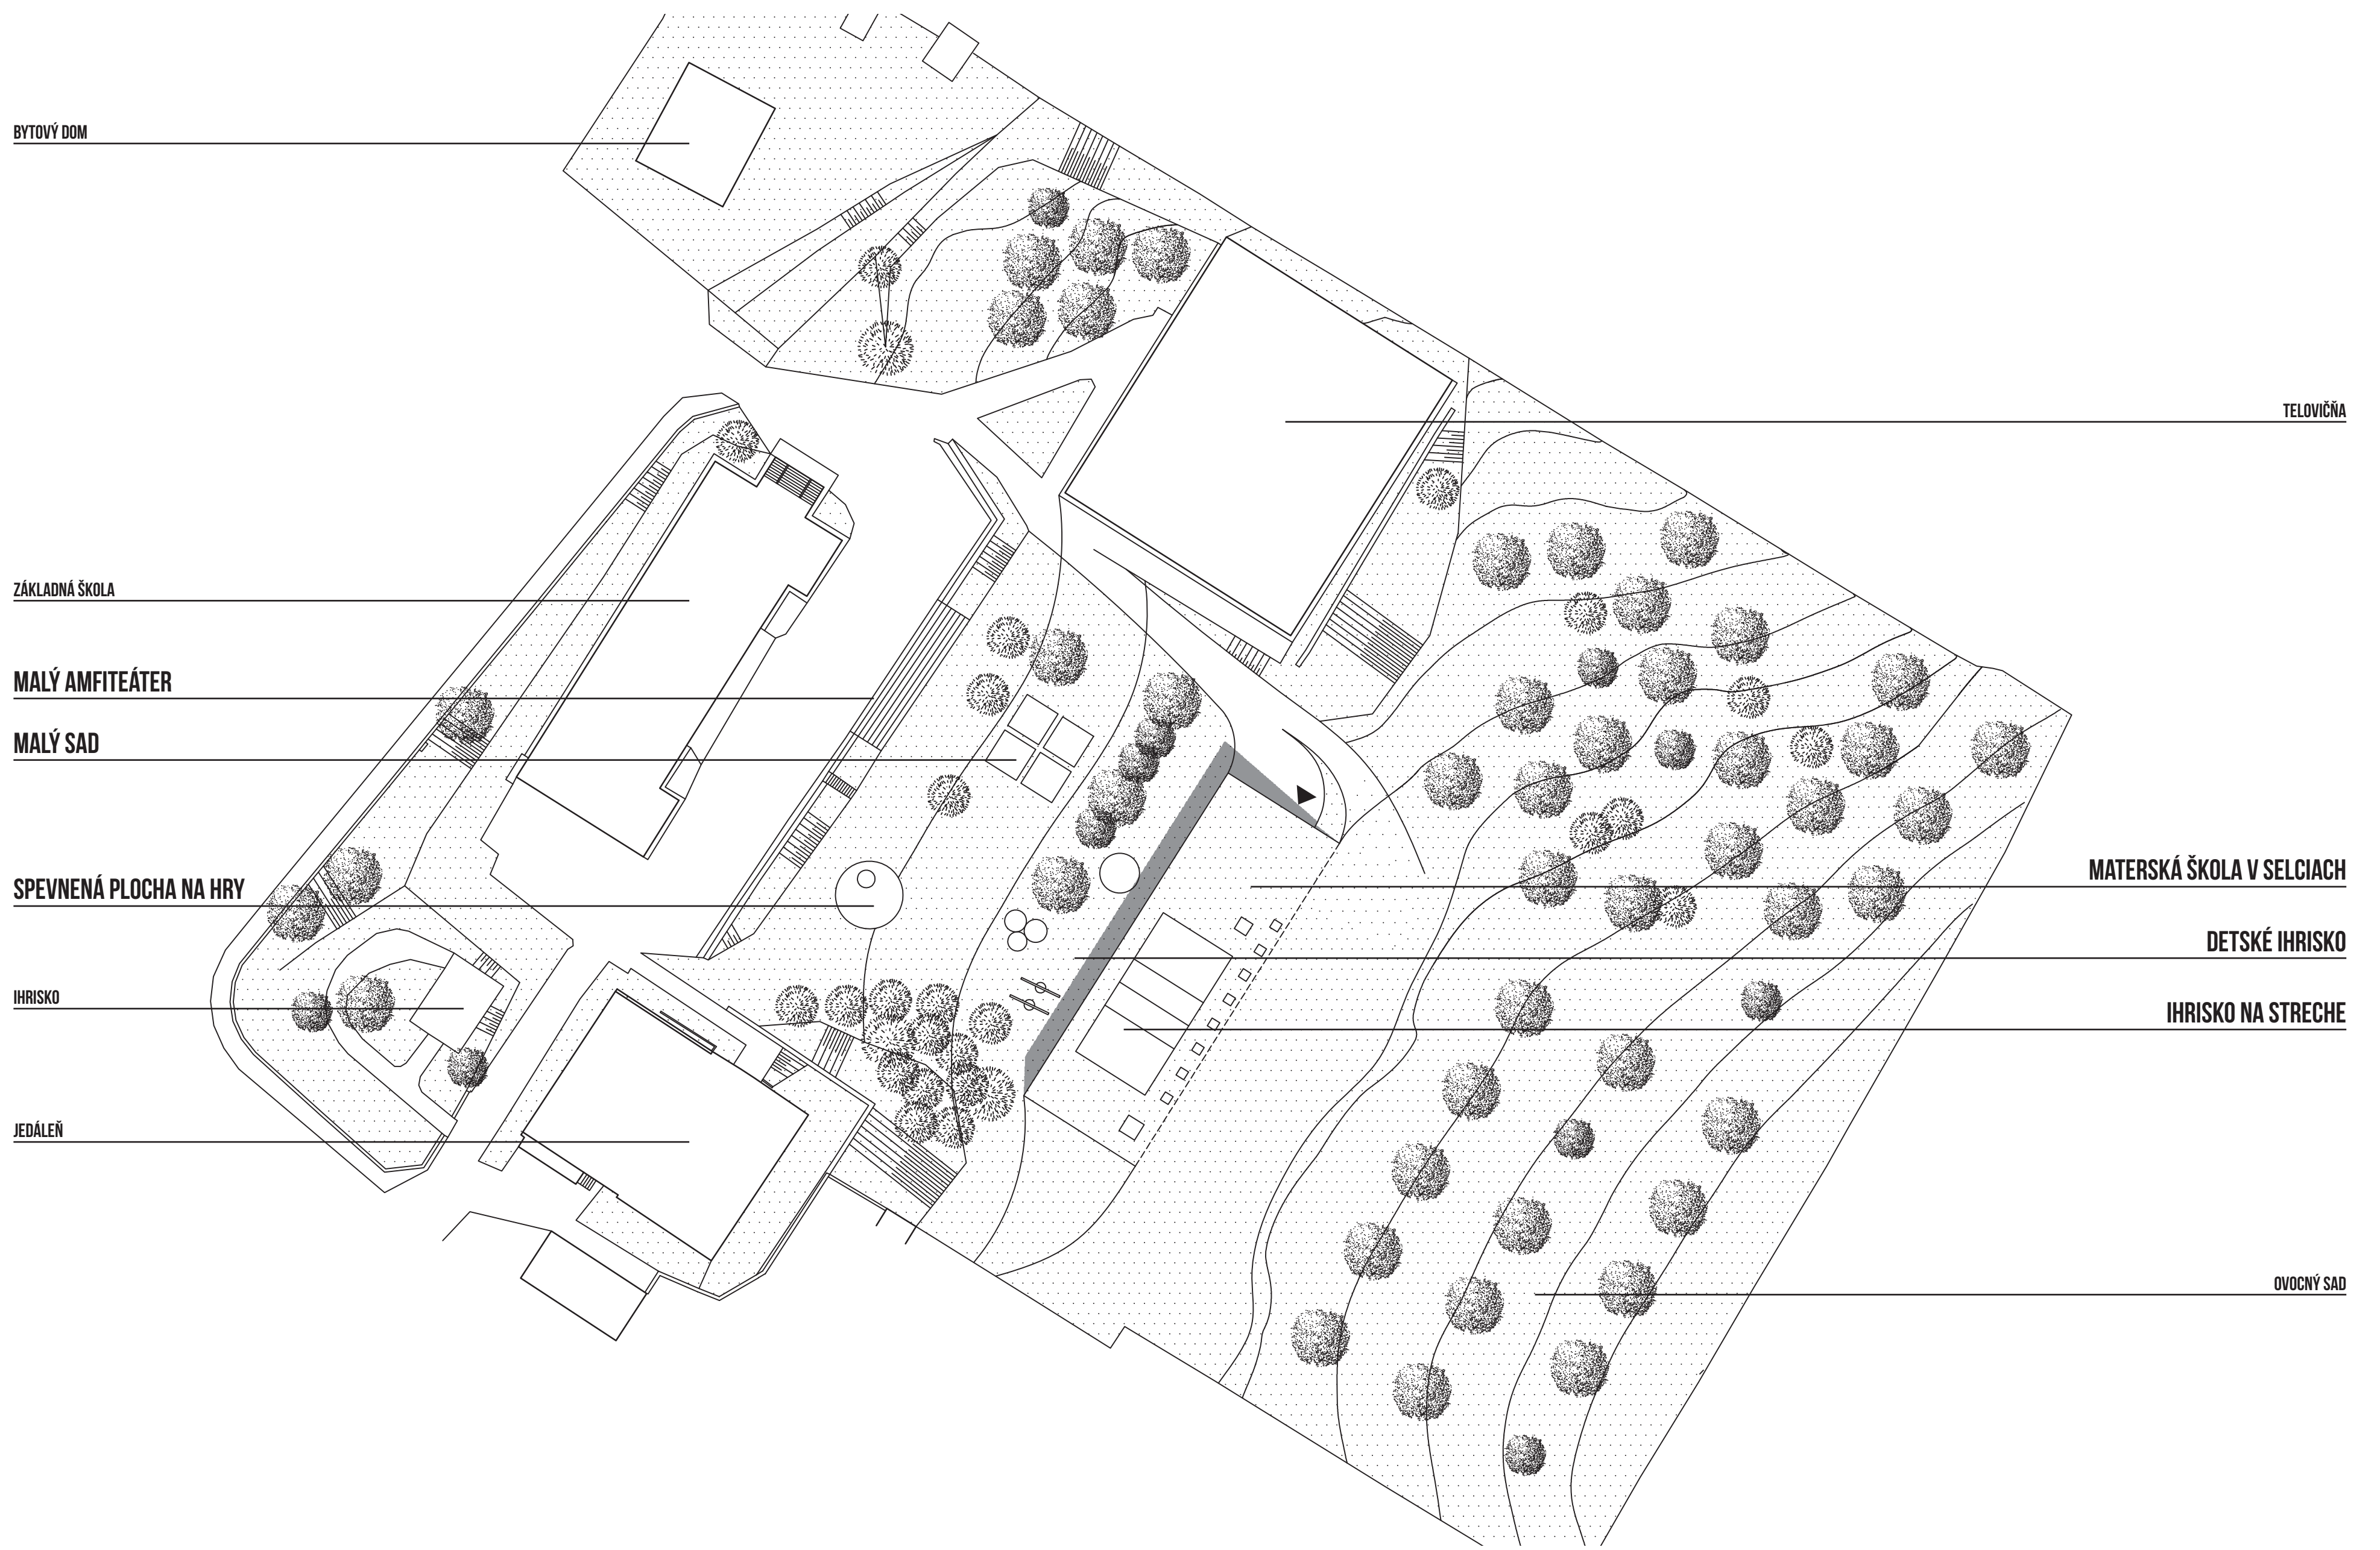 BYTOVÝ DOM
TELOVIČŇA
ZÁKLADNÁ ŠKOLA
MALÝ AMFITEÁTER
MALÝ SAD
MATERSKÁ ŠKOLA V SELCIACH
SPEVNENÁ PLOCHA NA HRY
DETSKÉ IHRISKO
IHRISKO
IHRISKO NA STRECHE
JEDÁLEŇ
OVOCNÝ SAD